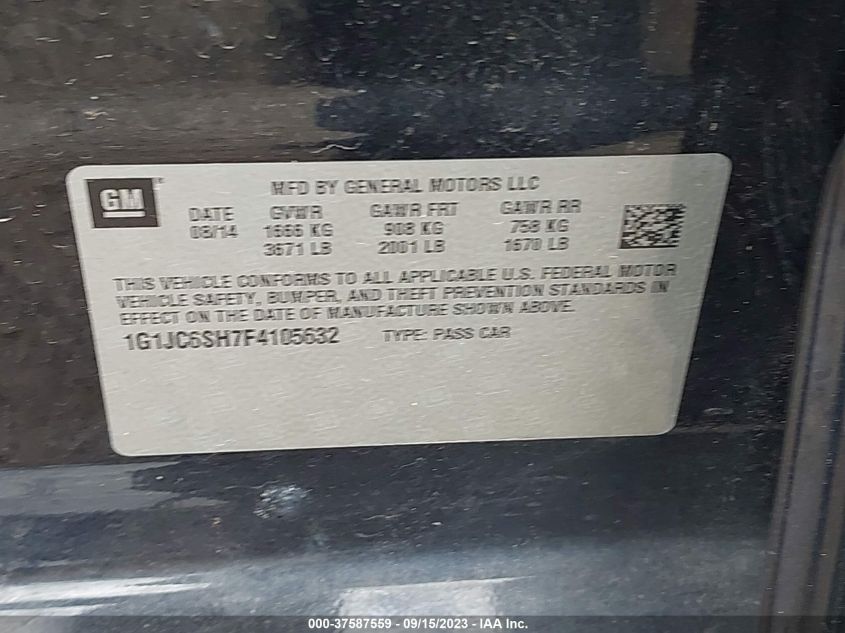 GM
MFD BY GENERAL MOTORS LLC
DATE GVWR GAWR FRT GAWR RR
08/14 1666 KG 908 KG 758 KG
3671 LB 2001 LB 1670 LB
THIS VEHICLE CONFORMS TO ALL APPLICABLE U.S. FEDERAL MOTOR
VEHICLE SAFETY, BUMPER, AND THEFT PREVENTION STANDARDS IN
EFFECT ON THE DATE OF MANUFACTURE SHOWN ABOVE.
1G1JC6SH7F4105632 TYPE: PASS CAR
000-37587559 - 09/15/2023 - IAA Inc.